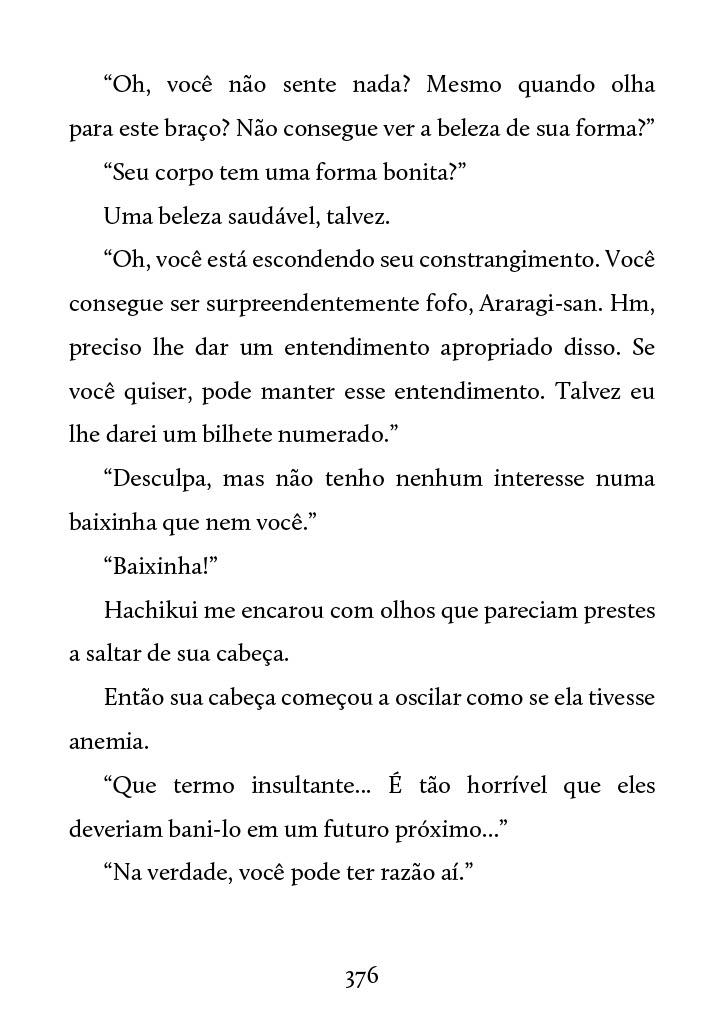 “Oh, você não sente nada? Mesmo quando olha
para este braço? Não consegue ver a beleza de sua forma?”
“Seu corpo tem uma forma bonita?”
Uma beleza saudável, talvez.
“Oh, você está escondendo seu constrangimento. Você
consegue ser surpreendentemente fofo, Araragi-san. Hm,
preciso lhe dar um entendimento apropriado disso. Se
você quiser, pode manter esse entendimento. Talvez eu
lhe darei um bilhete numerado.”
“Desculpa, mas não tenho nenhum interesse numa
baixinha que nem você.”
“Baixinha!”
Hachikui me encarou com olhos que pareciam prestes
a saltar de sua cabeça.
Então sua cabeça começou a oscilar como se ela tivesse
anemia.
“Que termo insultante... É tão horrível que eles
deveriam bani-lo em um futuro próximo...”
“Na verdade, você pode ter razão aí.”
376